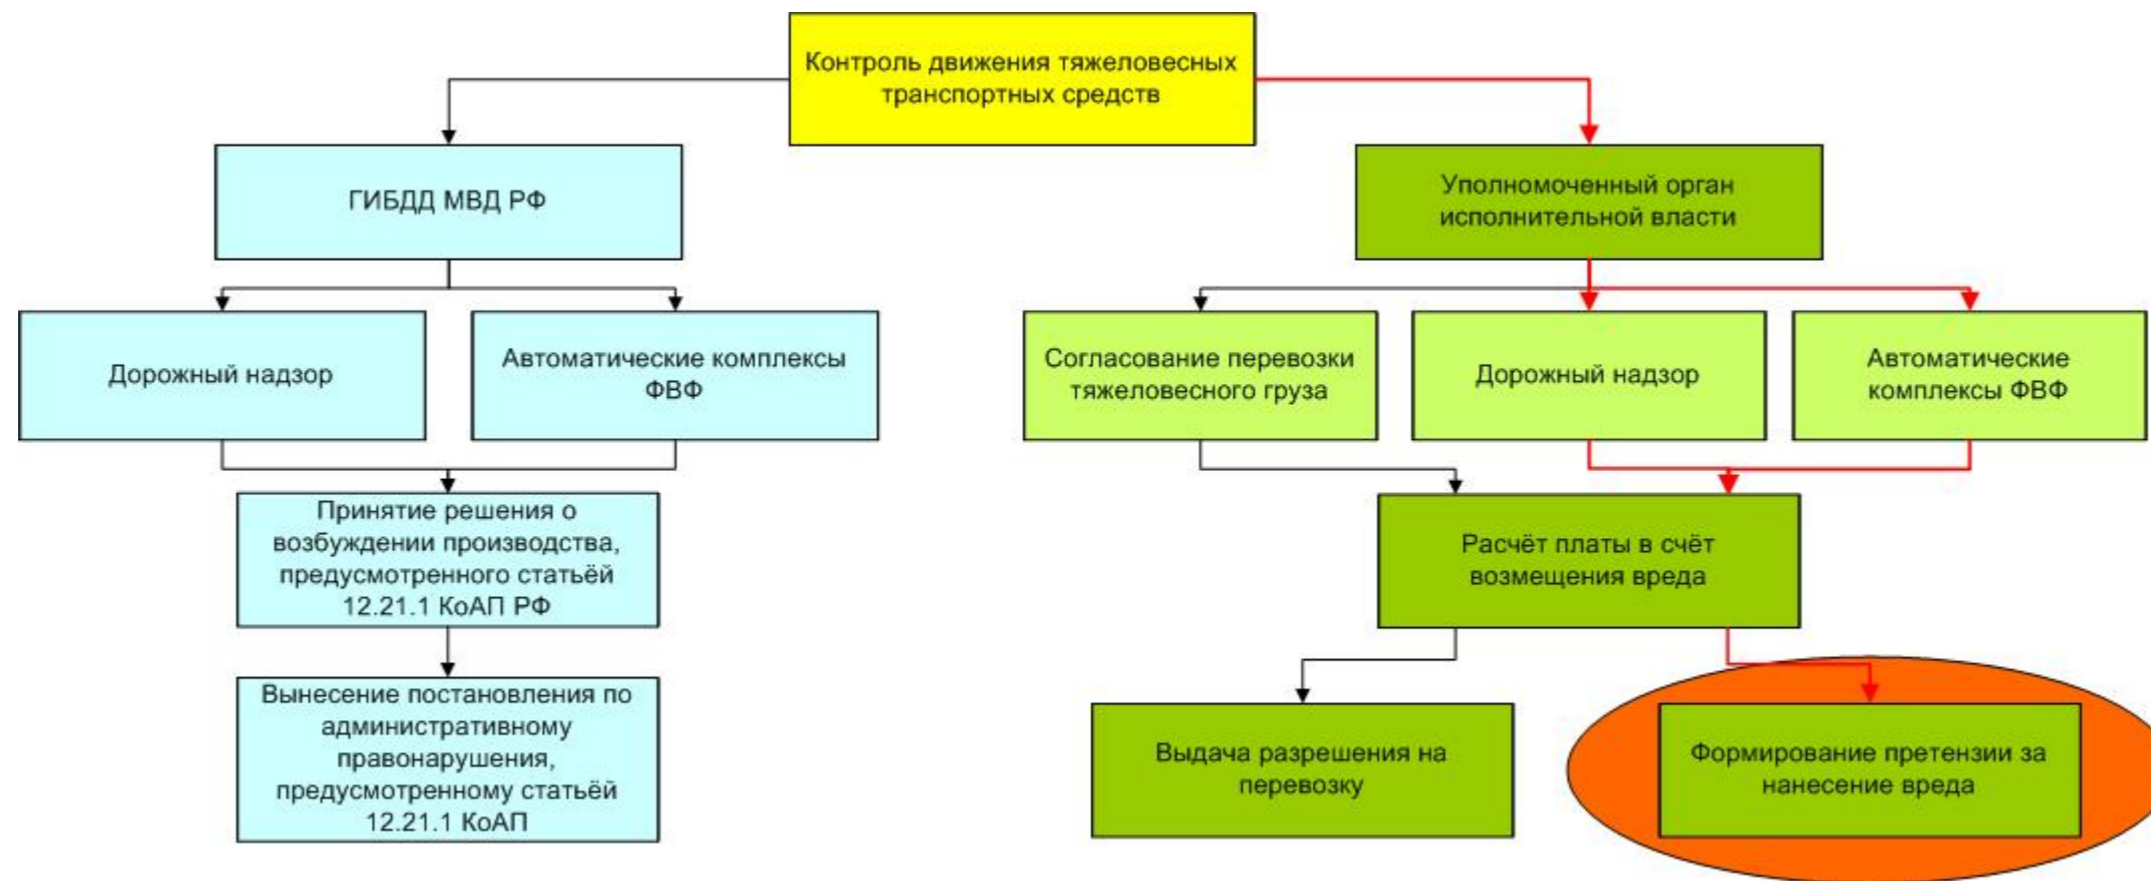 Контроль движения тяжеловесных
транспортных средств
ГИБДД МВД РФ
Уполномоченный орган
исполнительной власти
Дорожный надзор
Автоматические комплексы
ФВФ
Согласование перевозки
тяжеловесного груза
Дорожный надзор
Автоматические
комплексы ФВФ
Принятие решения о
возбуждении производства,
предусмотренного статьёй
12.21.1 КоАП РФ
Расчёт платы в счёт
возмещения вреда
Вынесение постановления по
административному
правонарушения,
предусмотренному статьёй
12.21.1 КоАП
Выдача разрешения на
перевозку
Формирование претензии за
нанесение вреда